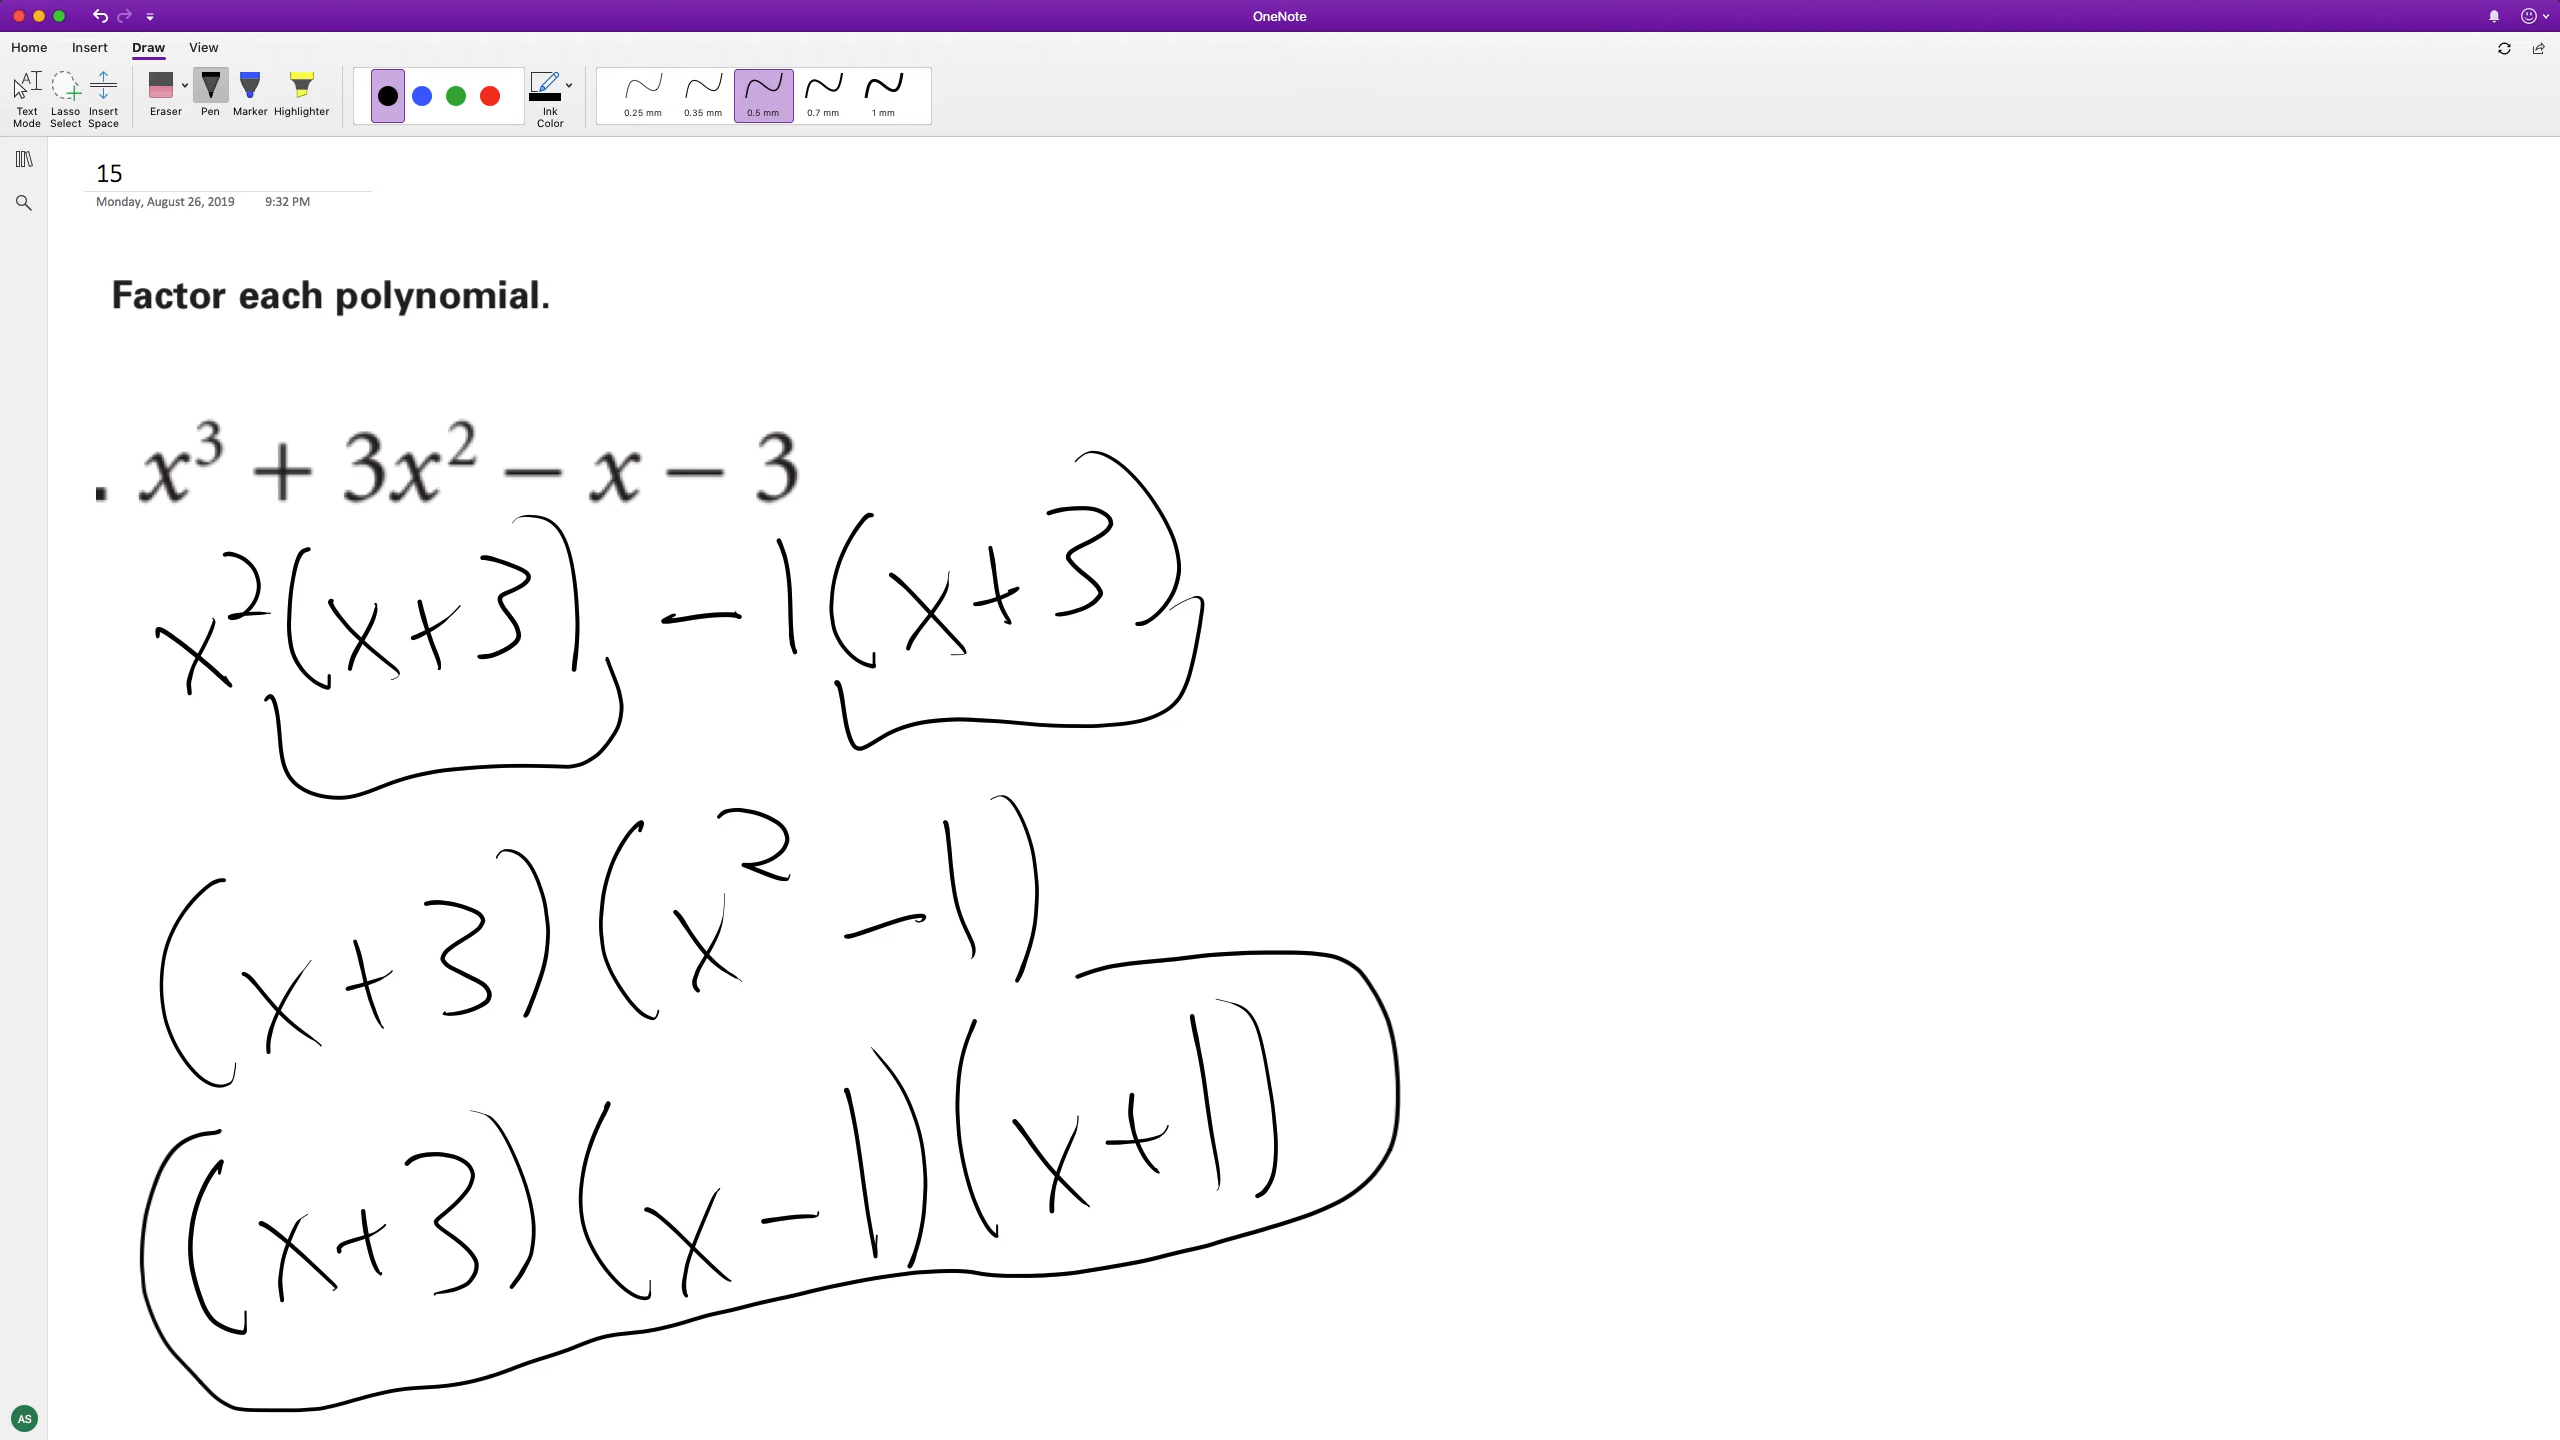 OneNote
Home Insert Draw View
Text Mode Lasso Select Insert Space Eraser Pen Marker Highlighter Ink Color 0.25 mm 0.35 mm 0.5 mm 0.7 mm 1 mm
15
Monday, August 26, 2019 9:32 PM
Factor each polynomial.
. x³ + 3x² − x − 3
x²(x+3) − 1(x+3)
(x+3)(x² − 1)
(x+3)(x − 1)(x+1)
AS